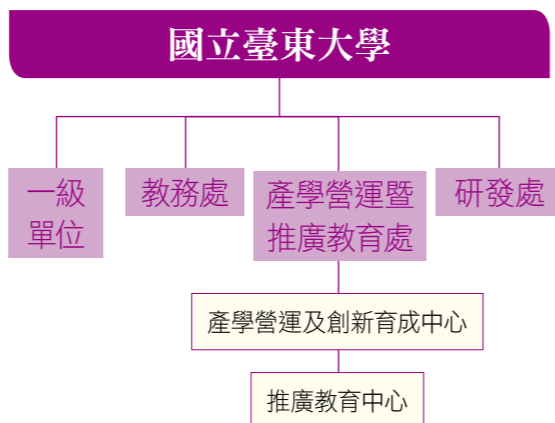 國立臺東大學
一級
單位
教務處
產學營運暨
推廣教育處
研發處
產學營運及創新育成中心
推廣教育中心